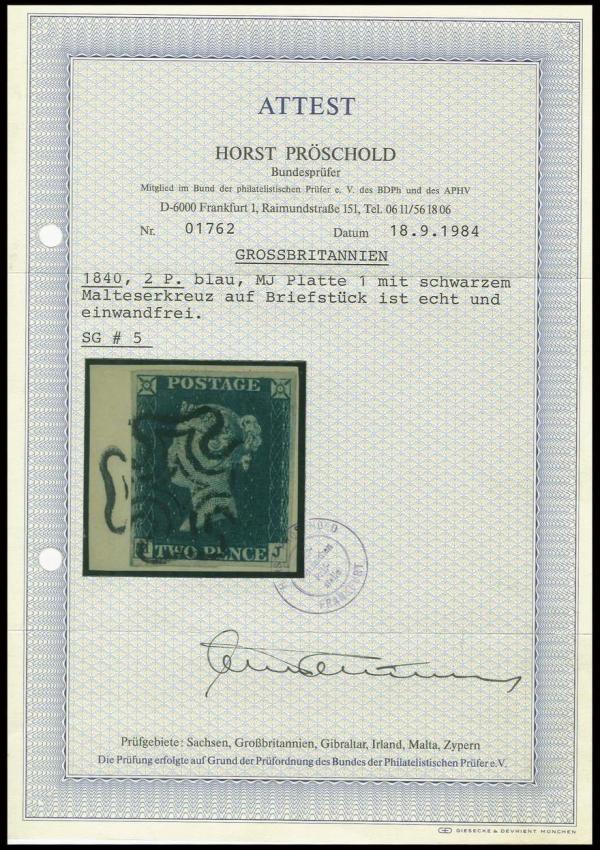 ATTEST
HORST PRÖSCHOLD
Bundesprüfer
Mitglied im Bund der philatelistischen Prüfer e. V. des BDPh und des APHV
D-6000 Frankfurt 1, Raimundstraße 151, Tel. 06 11/56 18 06
Nr. 01762 Datum 18.9.1984
GROSSBRITANNIEN
1840, 2 P. blau, MJ Platte 1 mit schwarzem
Malteserkreuz auf Briefstück ist echt und
einwandfrei.
SG # 5
POSTAGE
TWO PENCE J
FRANKFURT
Prüfgebiete: Sachsen, Großbritannien, Gibraltar, Irland, Malta, Zypern
Die Prüfung erfolgte auf Grund der Prüfordnung des Bundes der Philatelistischen Prüfer e.V.
GIESECKE & DEVRIENT MÜNCHEN